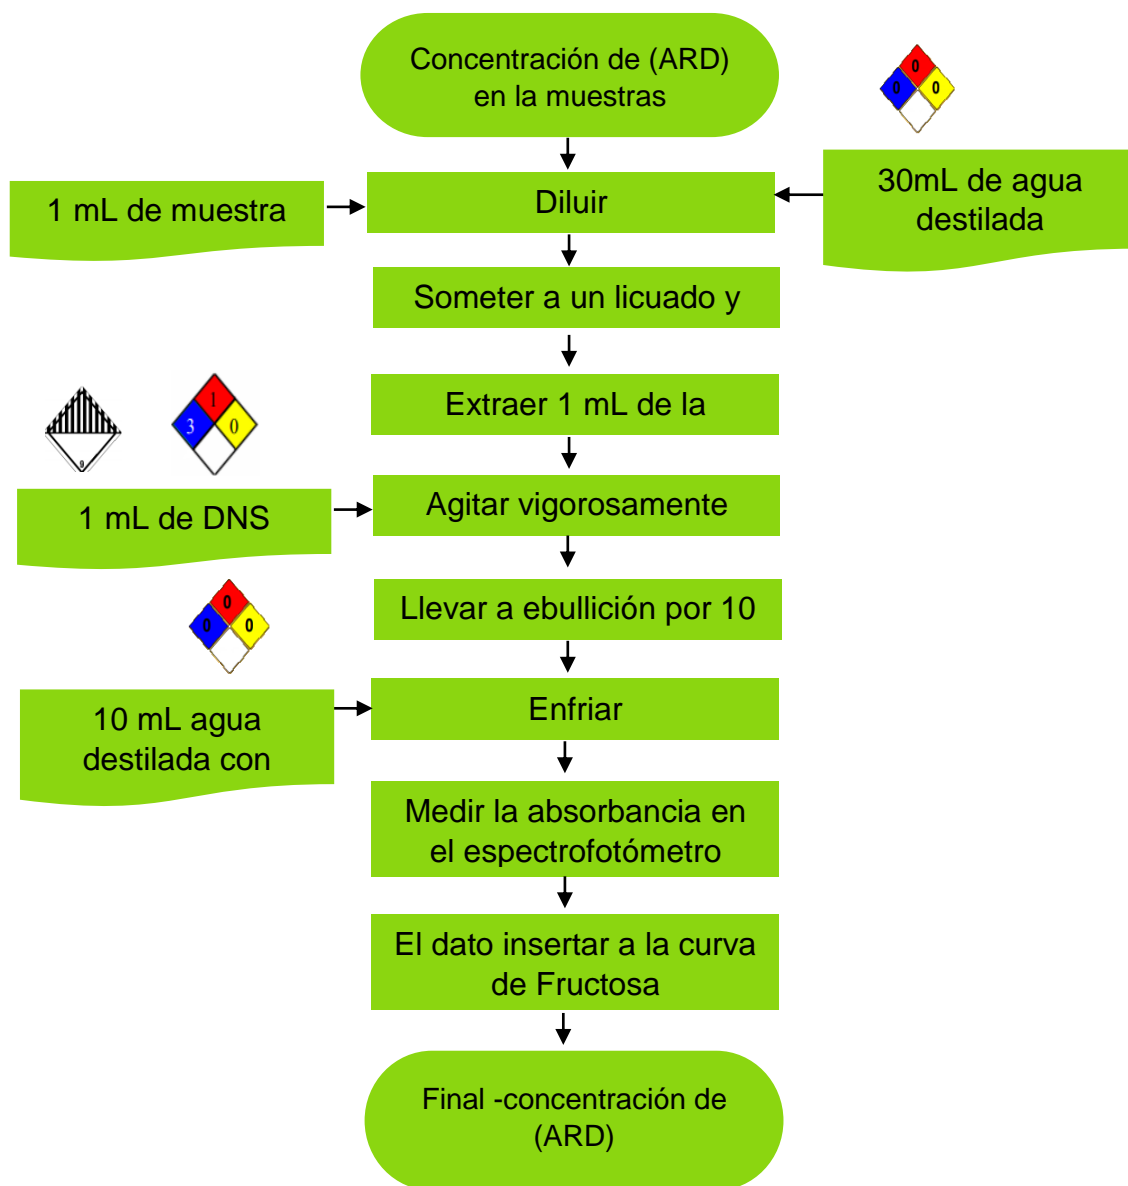 Concentración de (ARD)
en la muestras
0
0
0
1 mL de muestra
Diluir
30mL de agua
destilada
Someter a un licuado y
Extraer 1 mL de la
9
1
3
0
1 mL de DNS
Agitar vigorosamente
Llevar a ebullición por 10
0
0
0
10 mL agua
destilada con
Enfriar
Medir la absorbancia en
el espectrofotómetro
El dato insertar a la curva
de Fructosa
Final -concentración de
(ARD)